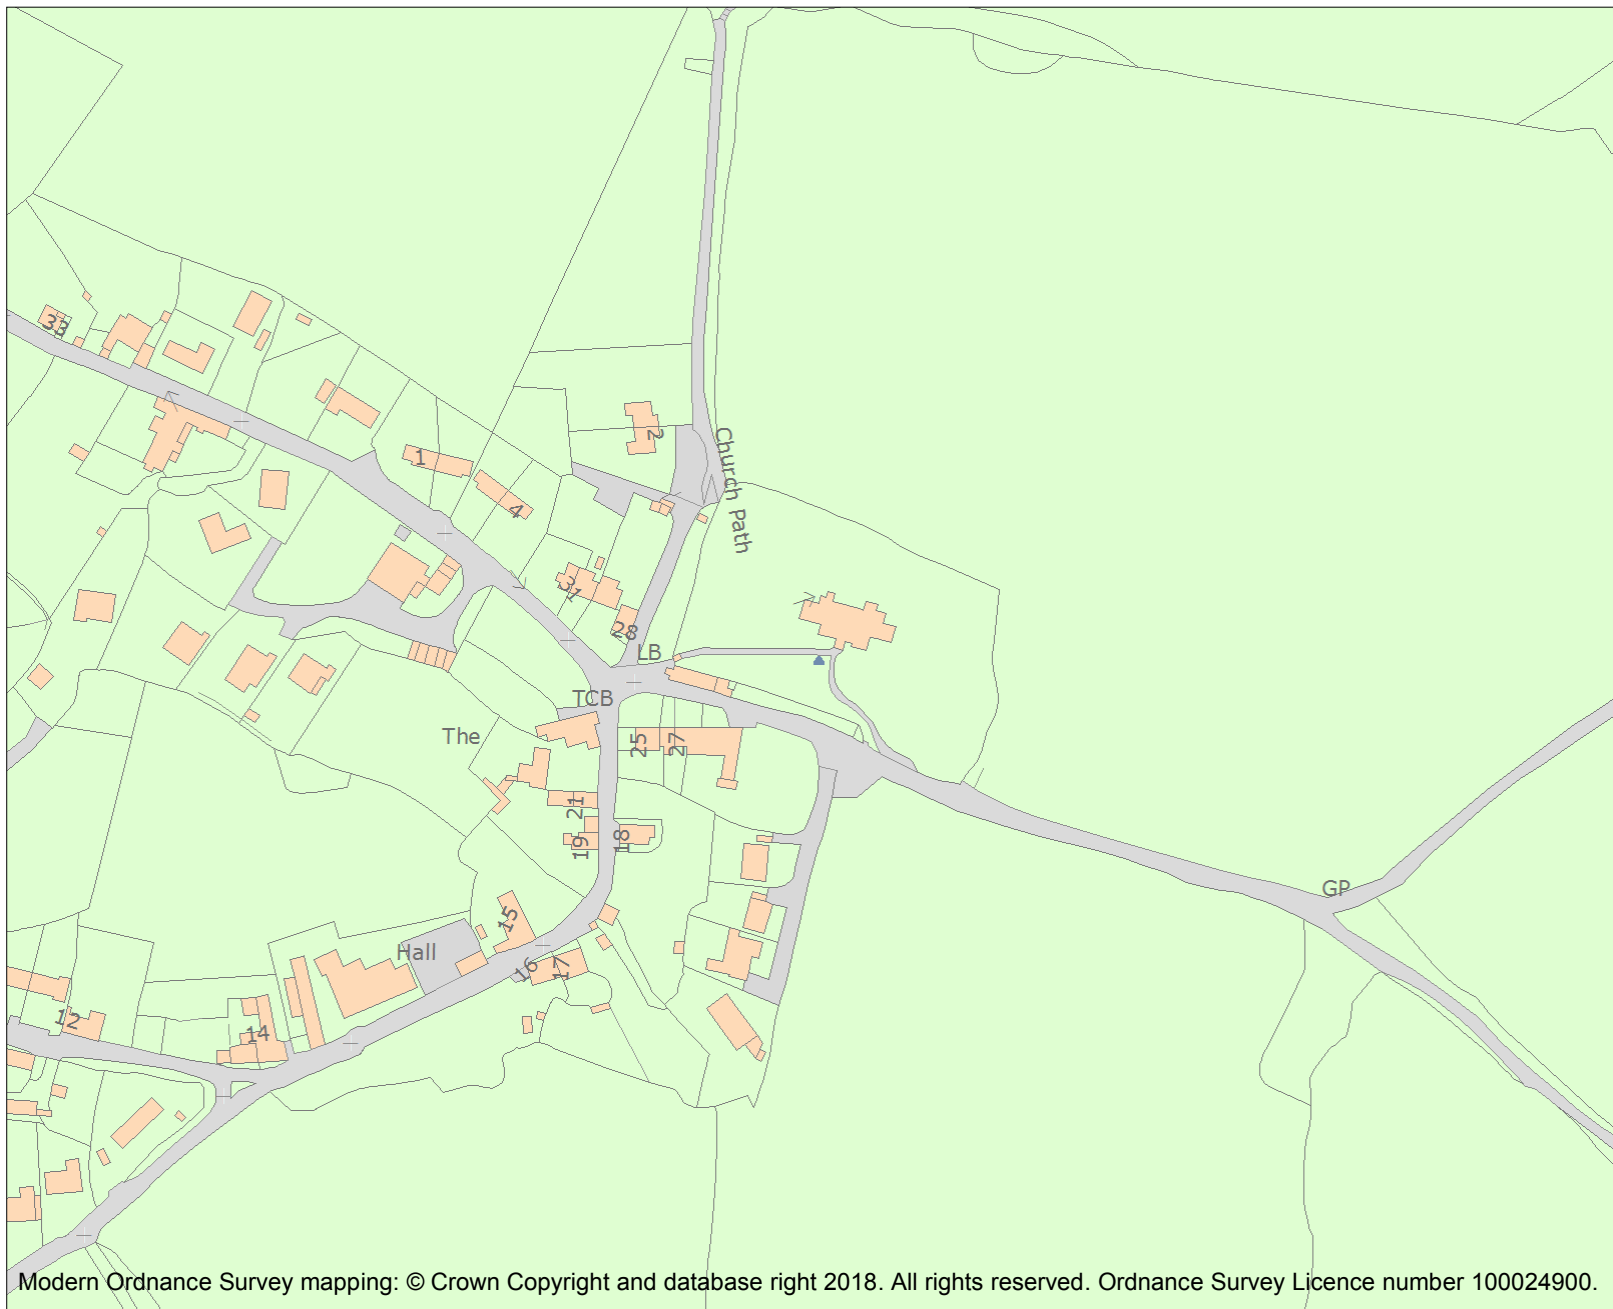 33
1
2
4
Church Path
31
28
LB
TCB
The
25
27
21
19
18
15
Hall
16
17
12
14
GP
Modern Ordnance Survey mapping: © Crown Copyright and database right 2018. All rights reserved. Ordnance Survey Licence number 100024900.